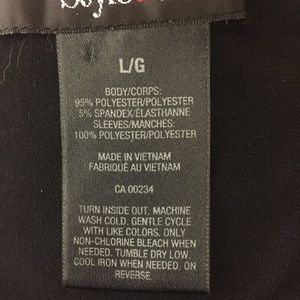 Style
L/G
BODY/CORPS:
95% POLYESTER/POLYESTER
5% SPANDEX/ÉLASTHANNE
SLEEVES/MANCHES:
100% POLYESTER/POLYESTER
MADE IN VIETNAM
FABRIQUÉ AU VIETNAM
CA 00234
TURN INSIDE OUT, MACHINE
WASH COLD, GENTLE CYCLE
WITH LIKE COLORS. ONLY
NON-CHLORINE BLEACH WHEN
NEEDED. TUMBLE DRY LOW.
COOL IRON WHEN NEEDED, ON
REVERSE